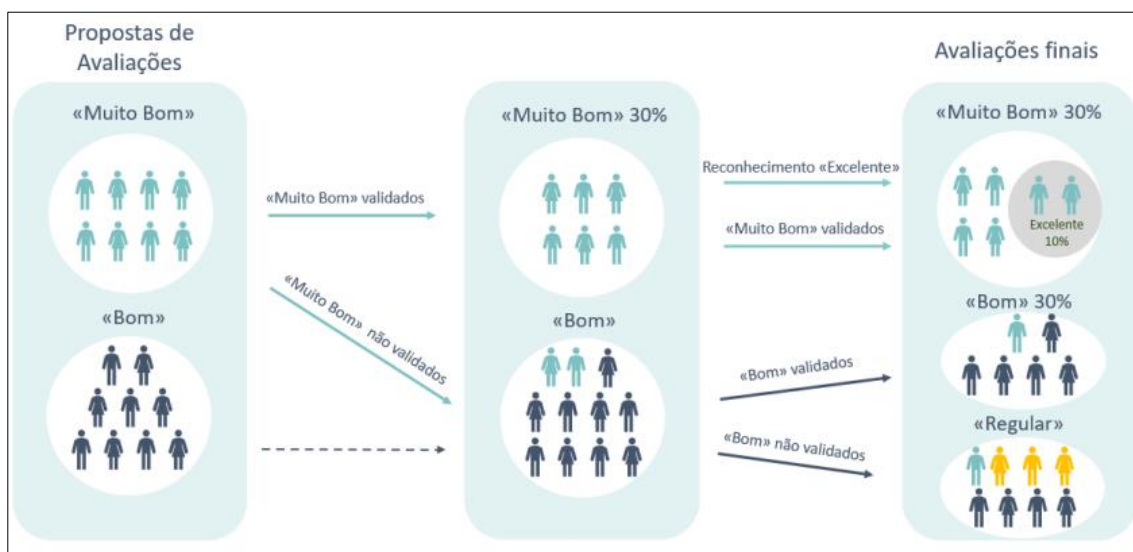 Propostas de
Avaliações
«Muito Bom»
«Bom»
«Muito Bom» validados
«Muito Bom» não validados
«Muito Bom» 30%
«Bom»
Reconhecimento «Excelente»
«Muito Bom» validados
«Bom» validados
«Bom» não validados
Avaliações finais
«Muito Bom» 30%
Excelente
10%
«Bom» 30%
«Regular»